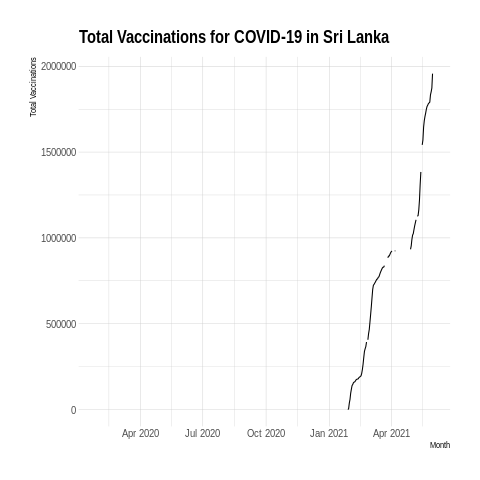 Total Vaccinations for COVID-19 in Sri Lanka
Total Vaccinations
2000000
1500000
1000000
500000
0
Apr 2020 Jul 2020 Oct 2020 Jan 2021 Apr 2021
Month